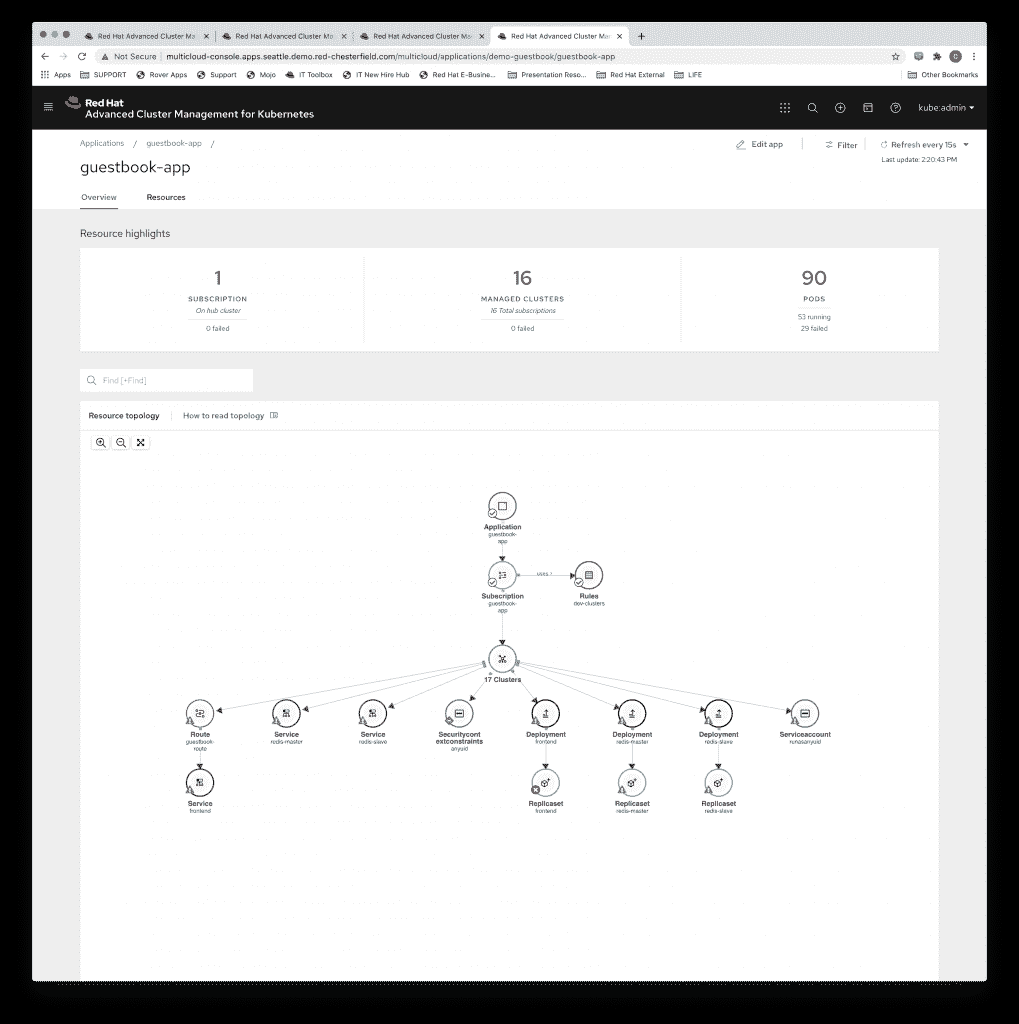 Red Hat Advanced Cluster Ma
Red Hat Advanced Cluster Ma
Red Hat Advanced Cluster Ma
Red Hat Advanced Cluster Ma
Not Secure | multicloud-console.apps.seattle.demo.red-chesterfield.com/multicloud/applications/demo-guestbook/guestbook-app
C
Apps SUPPORT Rover Apps Support Mojo IT Toolbox IT New Hire Hub Red Hat E-Busine... Presentation Reso... Red Hat External LIFE Other Bookmarks
Red Hat
Advanced Cluster Management for Kubernetes
kube:admin
Applications / guestbook-app /
Edit app Filter Refresh every 15s
Last update: 2:20:43 PM
guestbook-app
Overview Resources
Resource highlights
1 16 90
SUBSCRIPTION MANAGED CLUSTERS PODS
On hub cluster 16 Total subscriptions 53 running
0 failed 0 failed 29 failed
Find [+Find]
Resource topology How to read topology
Application
guestbook-
app
uses
Subscription Rules
guestbook- dev-clusters
app
17 Clusters
Route Service Service Securitycont Deployment Deployment Deployment Serviceaccount
guestbook- redis-master redis-slave extconstraints frontend redis-master redis-slave runasanyuid
route anyuid
Service Replicaset Replicaset Replicaset
frontend frontend redis-master redis-slave